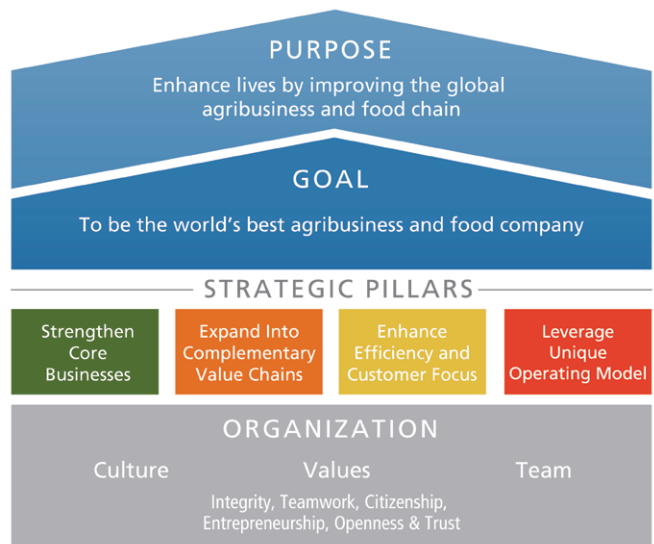 PURPOSE
Enhance lives by improving the global
agribusiness and food chain
GOAL
To be the world's best agribusiness and food company
STRATEGIC PILLARS
Strengthen
Core
Businesses
Expand Into
Complementary
Value Chains
Enhance
Efficiency and
Customer Focus
Leverage
Unique
Operating Model
ORGANIZATION
Culture Values Team
Integrity, Teamwork, Citizenship,
Entrepreneurship, Openness & Trust